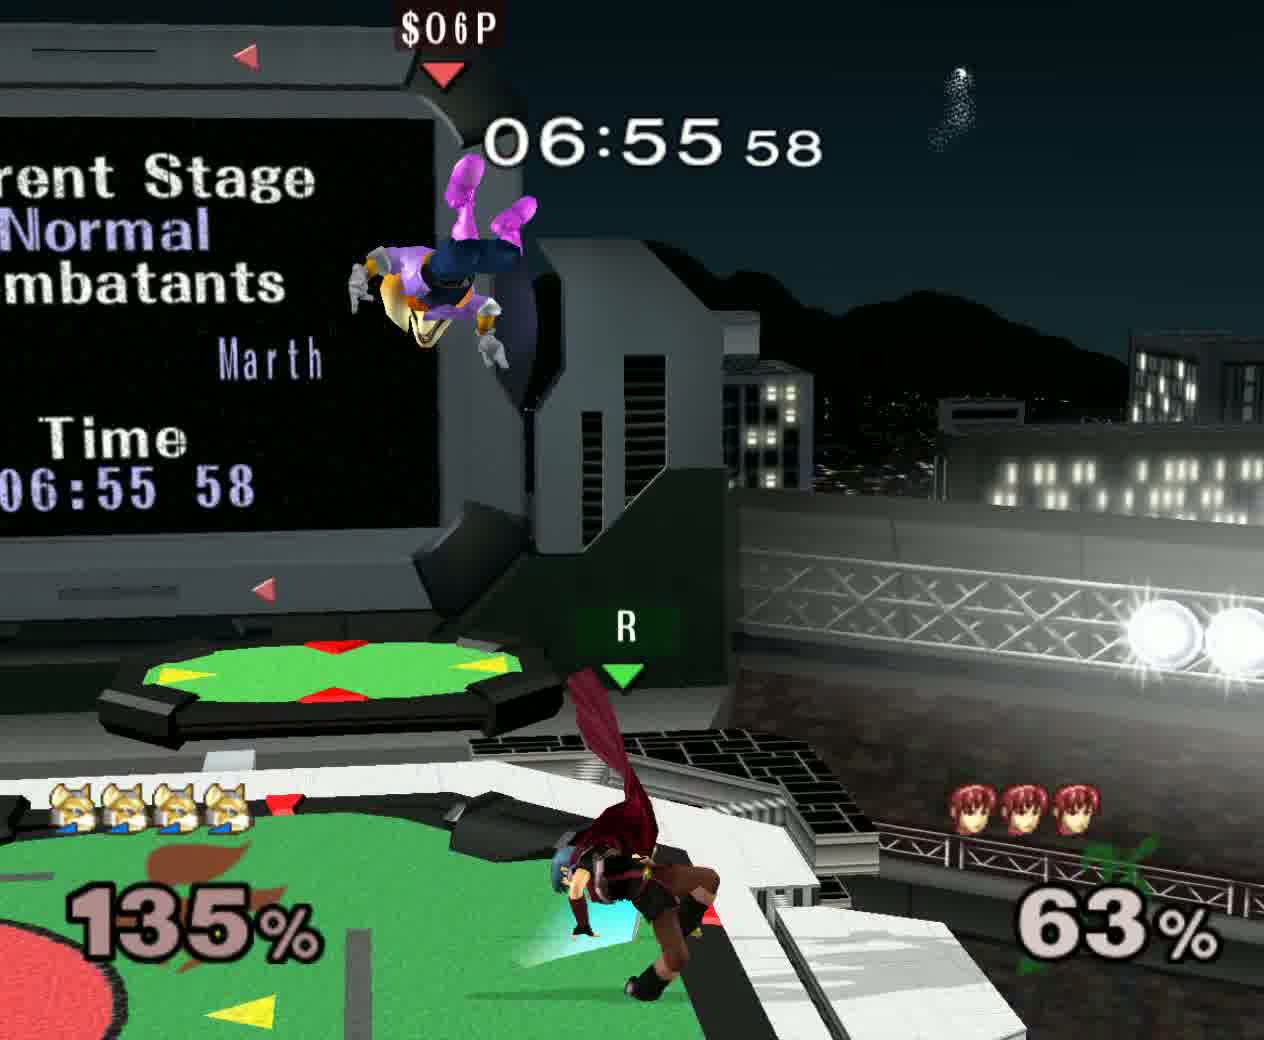 $06P
06:55 58
rent Stage
Normal
mbatants
Marth
Time
06:55 58
R
135%
63%